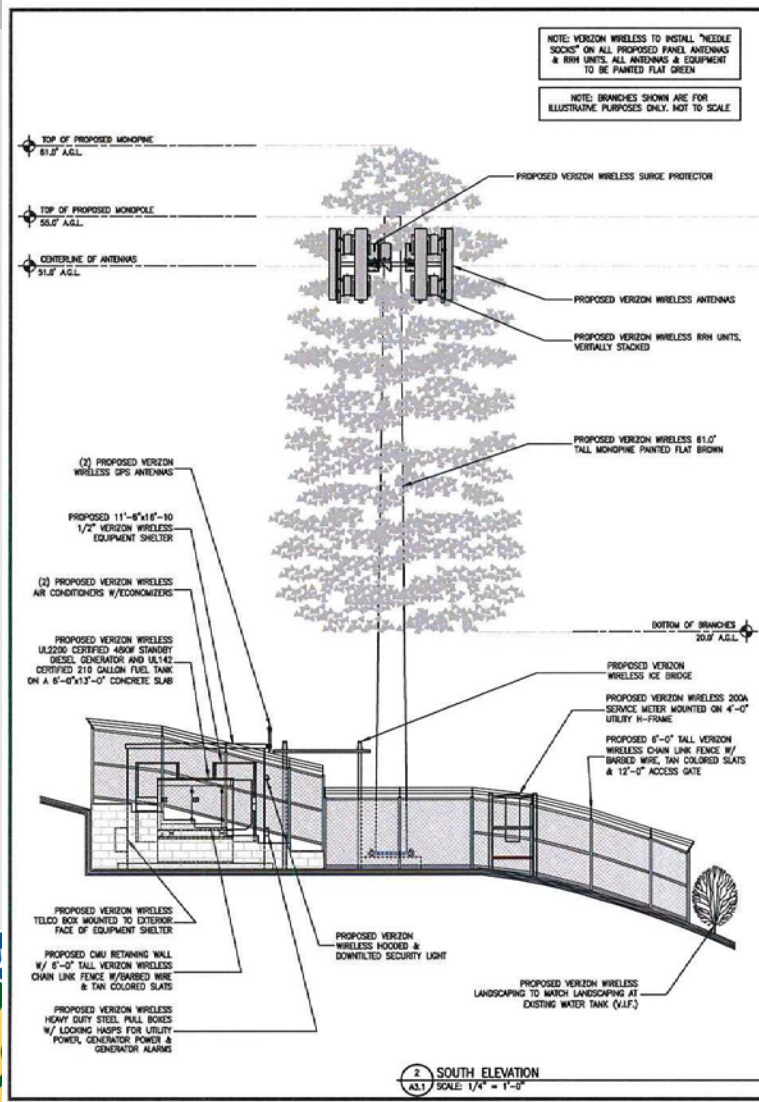 NOTE: VERIZON WIRELESS TO INSTALL "NEEDLE
SOCKS" ON ALL PROPOSED PANEL ANTENNAS
& RRH UNITS. ALL ANTENNAS & EQUIPMENT
TO BE PAINTED FLAT GREEN
NOTE: BRANCHES SHOWN ARE FOR
ILLUSTRATIVE PURPOSES ONLY. NOT TO SCALE
TOP OF PROPOSED MONOPINE
61.0' A.G.L.
PROPOSED VERIZON WIRELESS SURGE PROTECTOR
TOP OF PROPOSED MONOPOLE
55.0' A.G.L.
CENTERLINE OF ANTENNAS
51.0' A.G.L.
PROPOSED VERIZON WIRELESS ANTENNAS
PROPOSED VERIZON WIRELESS RRH UNITS,
VERTIALLY STACKED
PROPOSED VERIZON WIRELESS 61.0'
TALL MONOPINE PAINTED FLAT BROWN
(2) PROPOSED VERIZON
WIRELESS GPS ANTENNAS
PROPOSED 11'-6"x16'-10
1/2" VERIZON WIRELESS
EQUIPMENT SHELTER
(2) PROPOSED VERIZON WIRELESS
AIR CONDITIONERS W/ECONOMIZERS
PROPOSED VERIZON WIRELESS
UL2200 CERTIFIED 48KW STANDBY
DIESEL GENERATOR AND UL142
CERTIFIED 210 GALLON FUEL TANK
ON A 6'-0"x13'-0" CONCRETE SLAB
BOTTOM OF BRANCHES
20.0' A.G.L.
PROPOSED VERIZON
WIRELESS ICE BRIDGE
PROPOSED VERIZON WIRELESS 200A
SERVICE METER MOUNTED ON 4'-0"
UTILITY H-FRAME
PROPOSED 6'-0" TALL VERIZON
WIRELESS CHAIN LINK FENCE W/
BARBED WIRE, TAN COLORED SLATS
& 12'-0" ACCESS GATE
PROPOSED VERIZON WIRELESS
TELCO BOX MOUNTED TO EXTERIOR
FACE OF EQUIPMENT SHELTER
PROPOSED CMU RETAINING WALL
W/ 6'-0" TALL VERIZON WIRELESS
CHAIN LINK FENCE W/BARBED WIRE
& TAN COLORED SLATS
PROPOSED VERIZON WIRELESS
HEAVY DUTY STEEL PULL BOXES
W/ LOCKING HASPS FOR UTILITY
POWER, GENERATOR POWER &
GENERATOR ALARMS
PROPOSED VERIZON
WIRELESS HOODED &
DOWNTILTED SECURITY LIGHT
PROPOSED VERIZON WIRELESS
LANDSCAPING TO MATCH LANDSCAPING AT
EXISTING WATER TANK (V.I.F.)
2 SOUTH ELEVATION
A3.1 SCALE: 1/4" = 1'-0"